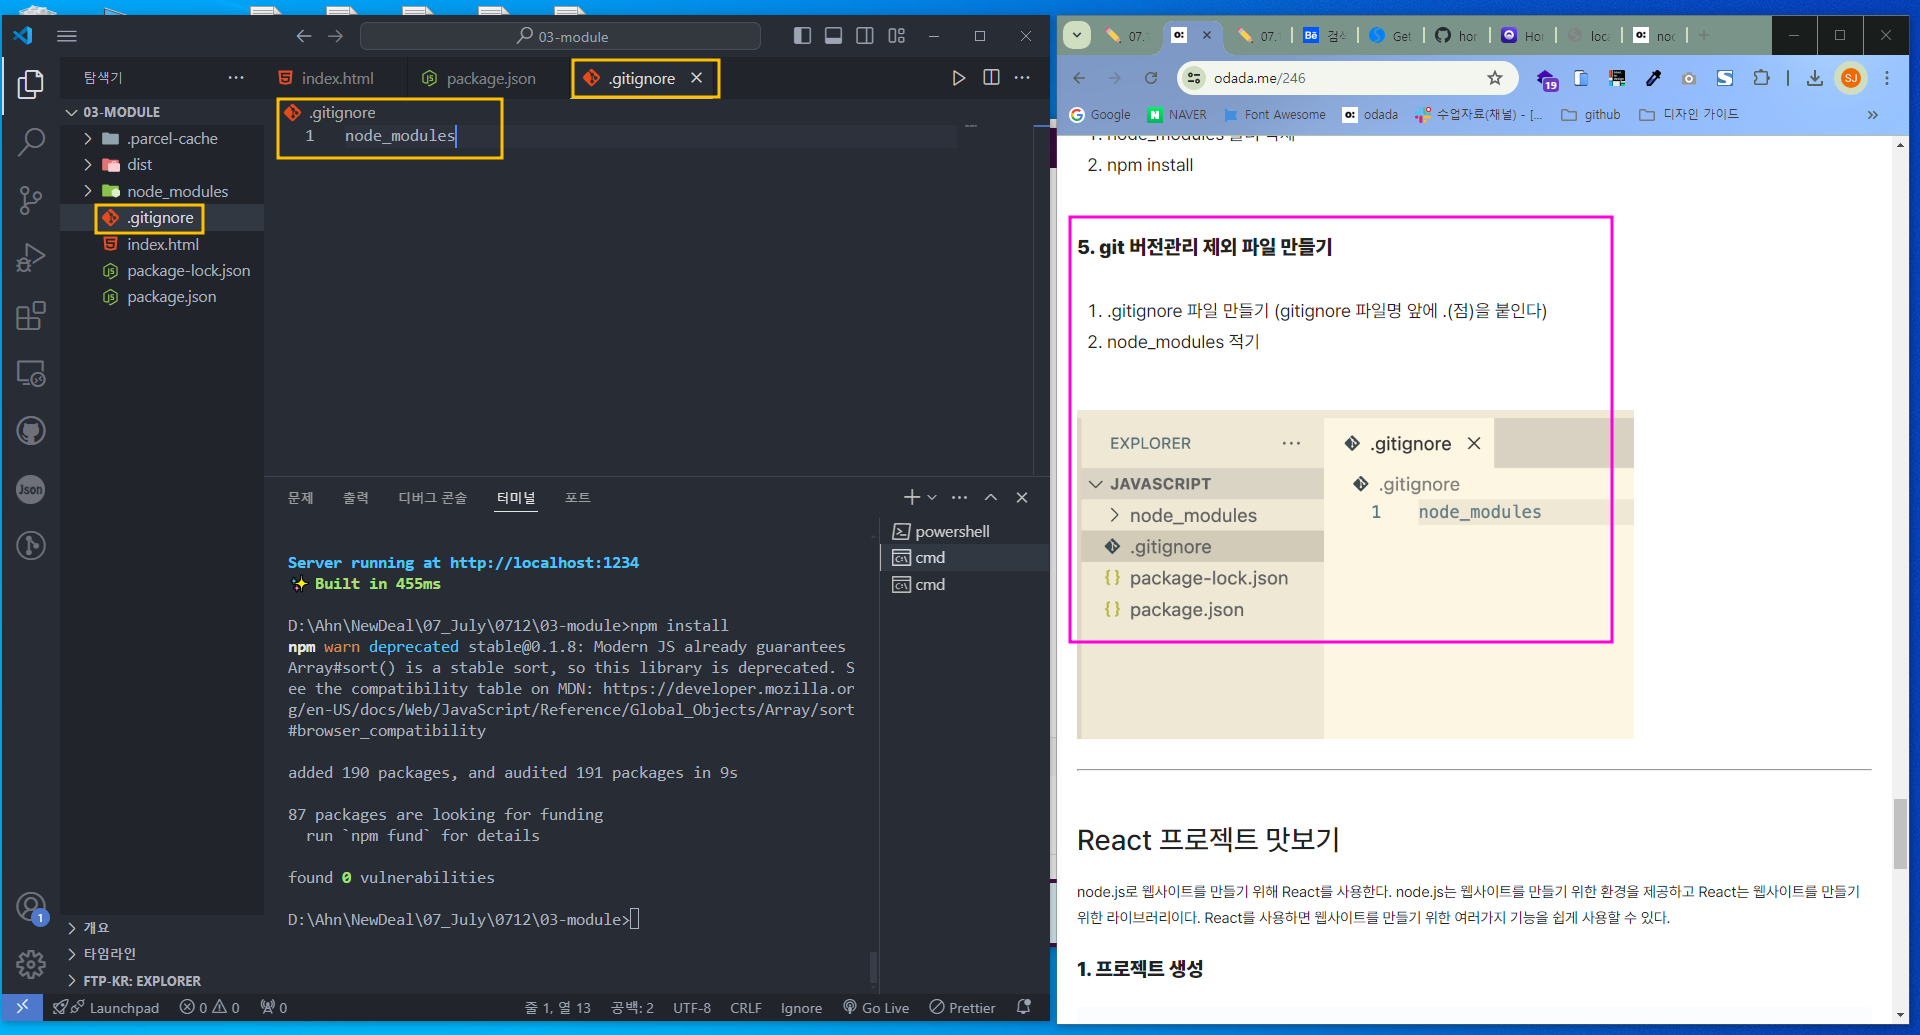 03-module
탐색기
index.html
package.json
.gitignore
03-MODULE
.parcel-cache
dist
node_modules
.gitignore
index.html
package-lock.json
package.json
.gitignore
1 node_modules
문제 출력 디버그 콘솔 터미널 포트
powershell
cmd
cmd
Server running at http://localhost:1234
✨ Built in 455ms
D:\Ahn\NewDeal\07_July\0712\03-module>npm install
npm warn deprecated stable@0.1.8: Modern JS already guarantees
Array#sort() is a stable sort, so this library is deprecated. S
ee the compatibility table on MDN: https://developer.mozilla.or
g/en-US/docs/Web/JavaScript/Reference/Global_Objects/Array/sort
#browser_compatibility
added 190 packages, and audited 191 packages in 9s
87 packages are looking for funding
run `npm fund` for details
found 0 vulnerabilities
D:\Ahn\NewDeal\07_July\0712\03-module>
Json
1
개요
타임라인
FTP-KR: EXPLORER
Launchpad 0 0 0 줄 1, 열 13 공백: 2 UTF-8 CRLF Ignore Go Live Prettier
07. o: 07. Bē Get hor Hor loca o: noc
odada.me/246
19 SJ
Google NAVER Font Awesome o: odada 수업자료(채널) - [... github 디자인 가이드 »
2. npm install
5. git 버전관리 제외 파일 만들기
1. .gitignore 파일 만들기 (gitignore 파일명 앞에 .(점)을 붙인다)
2. node_modules 적기
EXPLORER
JAVASCRIPT
node_modules
.gitignore
package-lock.json
package.json
.gitignore
.gitignore
1 node_modules
React 프로젝트 맛보기
node.js로 웹사이트를 만들기 위해 React를 사용한다. node.js는 웹사이트를 만들기 위한 환경을 제공하고 React는 웹사이트를 만들기
위한 라이브러리이다. React를 사용하면 웹사이트를 만들기 위한 여러가지 기능을 쉽게 사용할 수 있다.
1. 프로젝트 생성